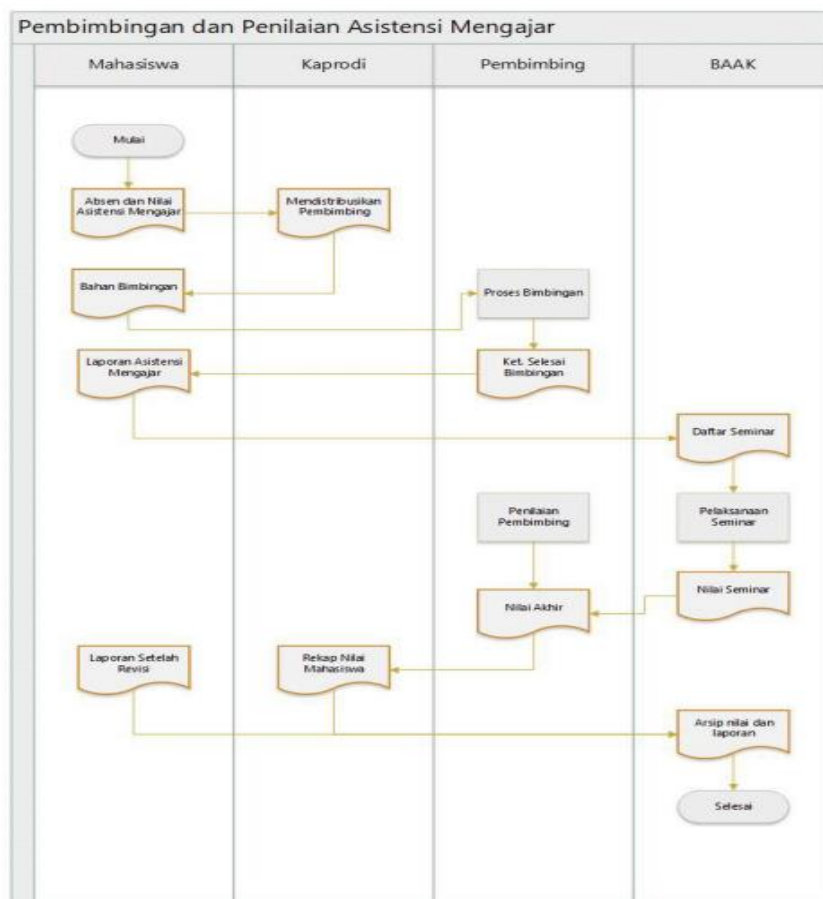 Pembimbingan dan Penilaian Asistensi Mengajar
Mahasiswa
Kaprodi
Pembimbing
BAAK
Mulai
Absen dan Nilai
Asistensi Mengajar
Mendistribusikan
Pembimbing
Bahan Bimbingan
Proses Bimbingan
Laporan Asistensi
Mengajar
Ket. Selesai
Bimbingan
Daftar Seminar
Penilaian
Pembimbing
Pelaksanaan
Seminar
Nilai Akhir
Nilai Seminar
Laporan Setelah
Revisi
Rekap Nilai
Mahasiswa
Arsip nilai dan
laporan
Selesai